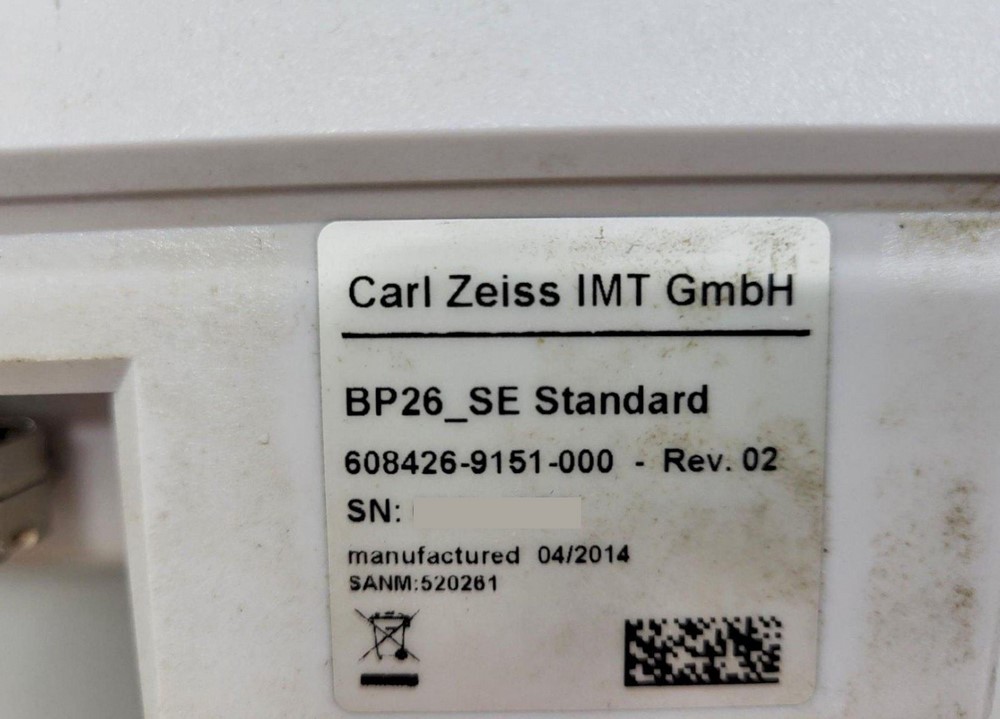 Carl Zeiss IMT GmbH
BP26_SE Standard
608426-9151-000 - Rev. 02
SN:
manufactured 04/2014
SANM:520261